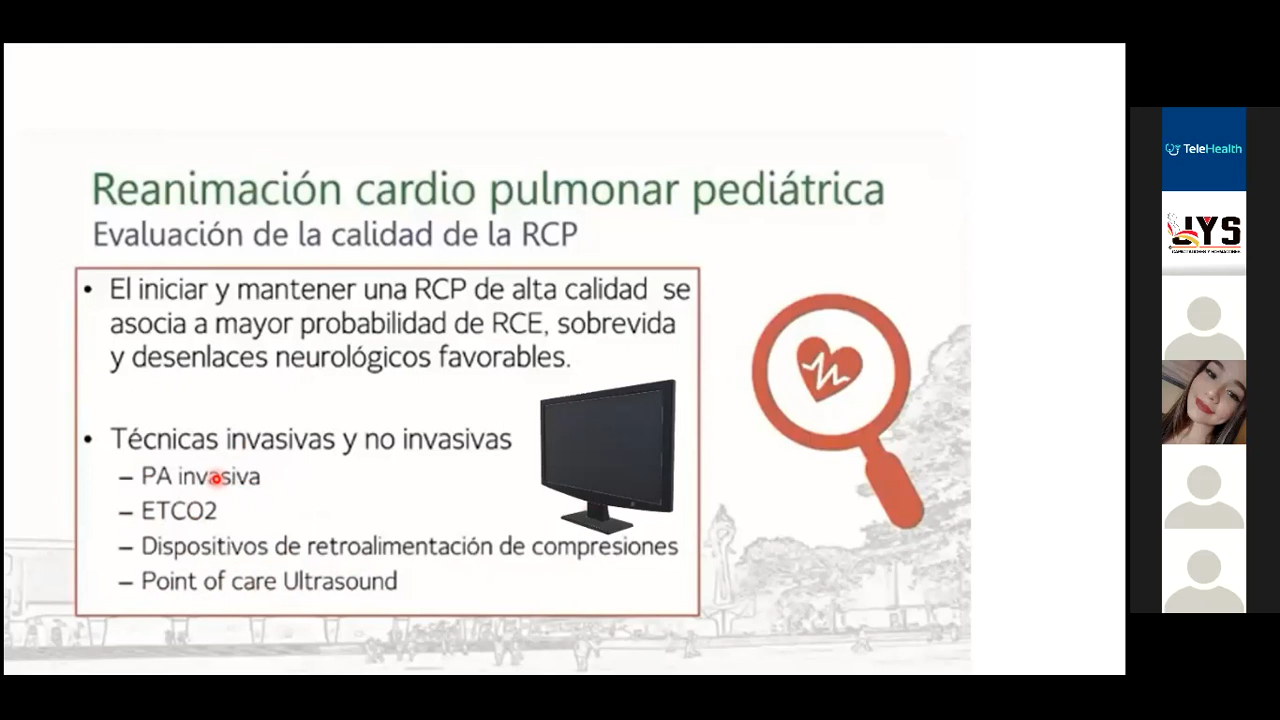 Reanimación cardio pulmonar pediátrica
Evaluación de la calidad de la RCP
• El iniciar y mantener una RCP de alta calidad se
asocia a mayor probabilidad de RCE, sobrevida
y desenlaces neurológicos favorables.
• Técnicas invasivas y no invasivas
– PA invasiva
– ETCO2
– Dispositivos de retroalimentación de compresiones
– Point of care Ultrasound
TeleHealth
JYS